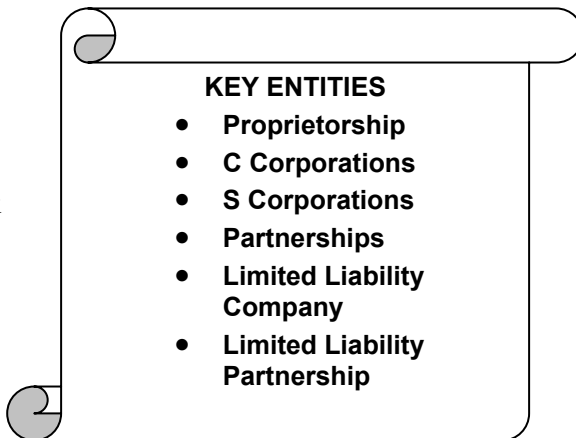 KEY ENTITIES
• Proprietorship
• C Corporations
• S Corporations
• Partnerships
• Limited Liability
Company
• Limited Liability
Partnership